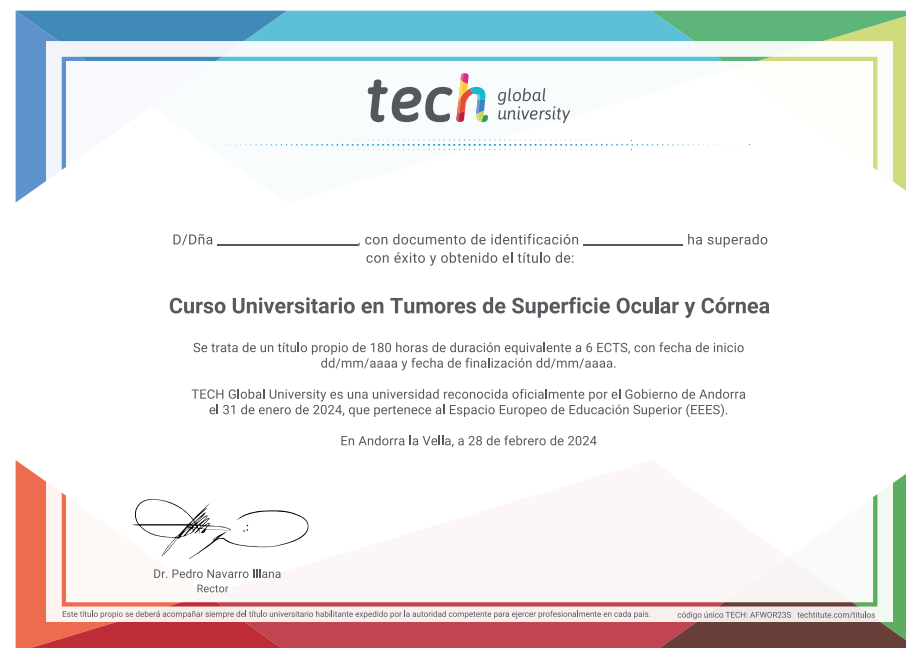 tech global university
D/Dña ____________________, con documento de identificación ______________ ha superado
con éxito y obtenido el título de:
Curso Universitario en Tumores de Superficie Ocular y Córnea
Se trata de un título propio de 180 horas de duración equivalente a 6 ECTS, con fecha de inicio
dd/mm/aaaa y fecha de finalización dd/mm/aaaa.
TECH Global University es una universidad reconocida oficialmente por el Gobierno de Andorra
el 31 de enero de 2024, que pertenece al Espacio Europeo de Educación Superior (EEES).
En Andorra la Vella, a 28 de febrero de 2024
Dr. Pedro Navarro Illana
Rector
Este título propio se deberá acompañar siempre del título universitario habilitante expedido por la autoridad competente para ejercer profesionalmente en cada país. código único TECH: AFWOR23S techtitute.com/títulos